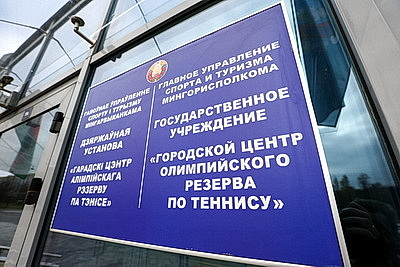 ГАЛОЎНАЕ ЎПРАЎЛЕННЕ
СПОРТУ І ТУРЫЗМУ
МІНГАРВЫКАНКАМА
ДЗЯРЖАЎНАЯ
УСТАНОВА
«ГАРАДСКІ ЦЭНТР
АЛІМПІЙСКАГА
РЭЗЕРВУ
ПА ТЭНІСЕ»
ГЛАВНОЕ УПРАВЛЕНИЕ
СПОРТА И ТУРИЗМА
МИНГОРИСПОЛКОМА
ГОСУДАРСТВЕННОЕ
УЧРЕЖДЕНИЕ
«ГОРОДСКОЙ ЦЕНТР
ОЛИМПИЙСКОГО
РЕЗЕРВА
ПО ТЕННИСУ»